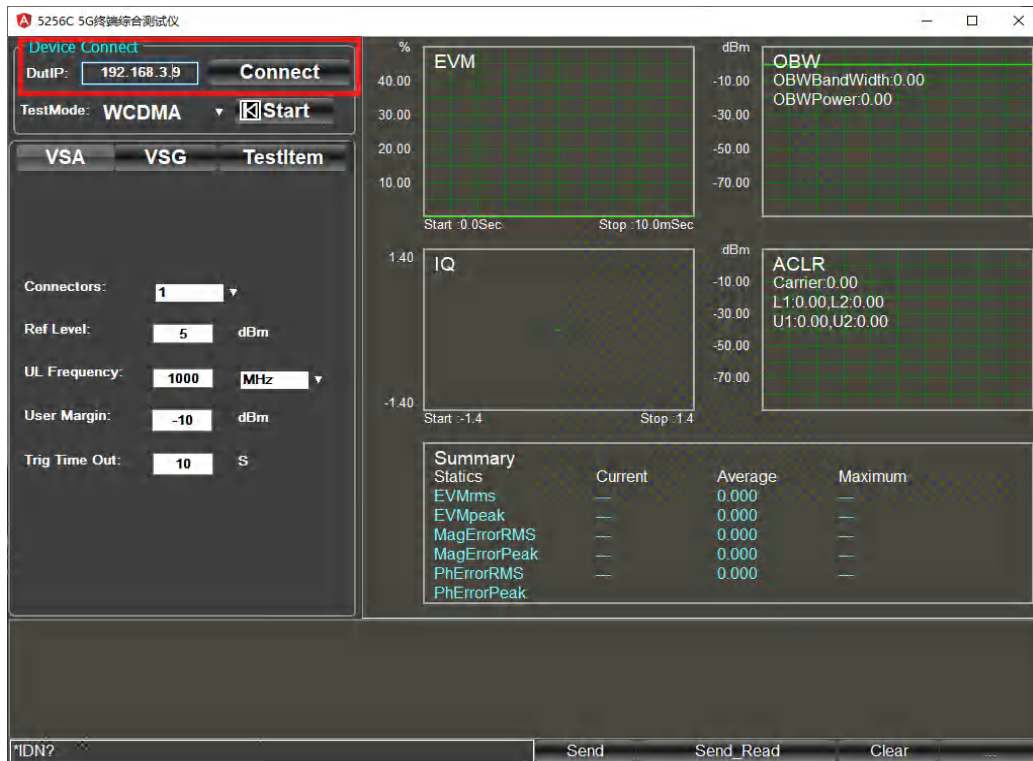 5256C 5G终端综合测试仪
Device Connect
DutIP: 192.168.3.9 Connect
TestMode: WCDMA Start
VSA VSG TestItem
Connectors: 1
Ref Level: 5 dBm
UL Frequency: 1000 MHz
User Margin: -10 dBm
Trig Time Out: 10 S
%
EVM
40.00
30.00
20.00
10.00
Start :0.0Sec Stop :10.0mSec
dBm
OBW
OBWBandWidth:0.00
OBWPower:0.00
-10.00
-30.00
-50.00
-70.00
1.40
IQ
-1.40
Start :-1.4 Stop :1.4
dBm
ACLR
Carrier:0.00
L1:0.00,L2:0.00
U1:0.00,U2:0.00
-10.00
-30.00
-50.00
-70.00
Summary
Statics Current Average Maximum
EVMrms — 0.000 —
EVMpeak — 0.000 —
MagErrorRMS — 0.000 —
MagErrorPeak — 0.000 —
PhErrorRMS — 0.000 —
PhErrorPeak
*IDN? Send Send_Read Clear ...